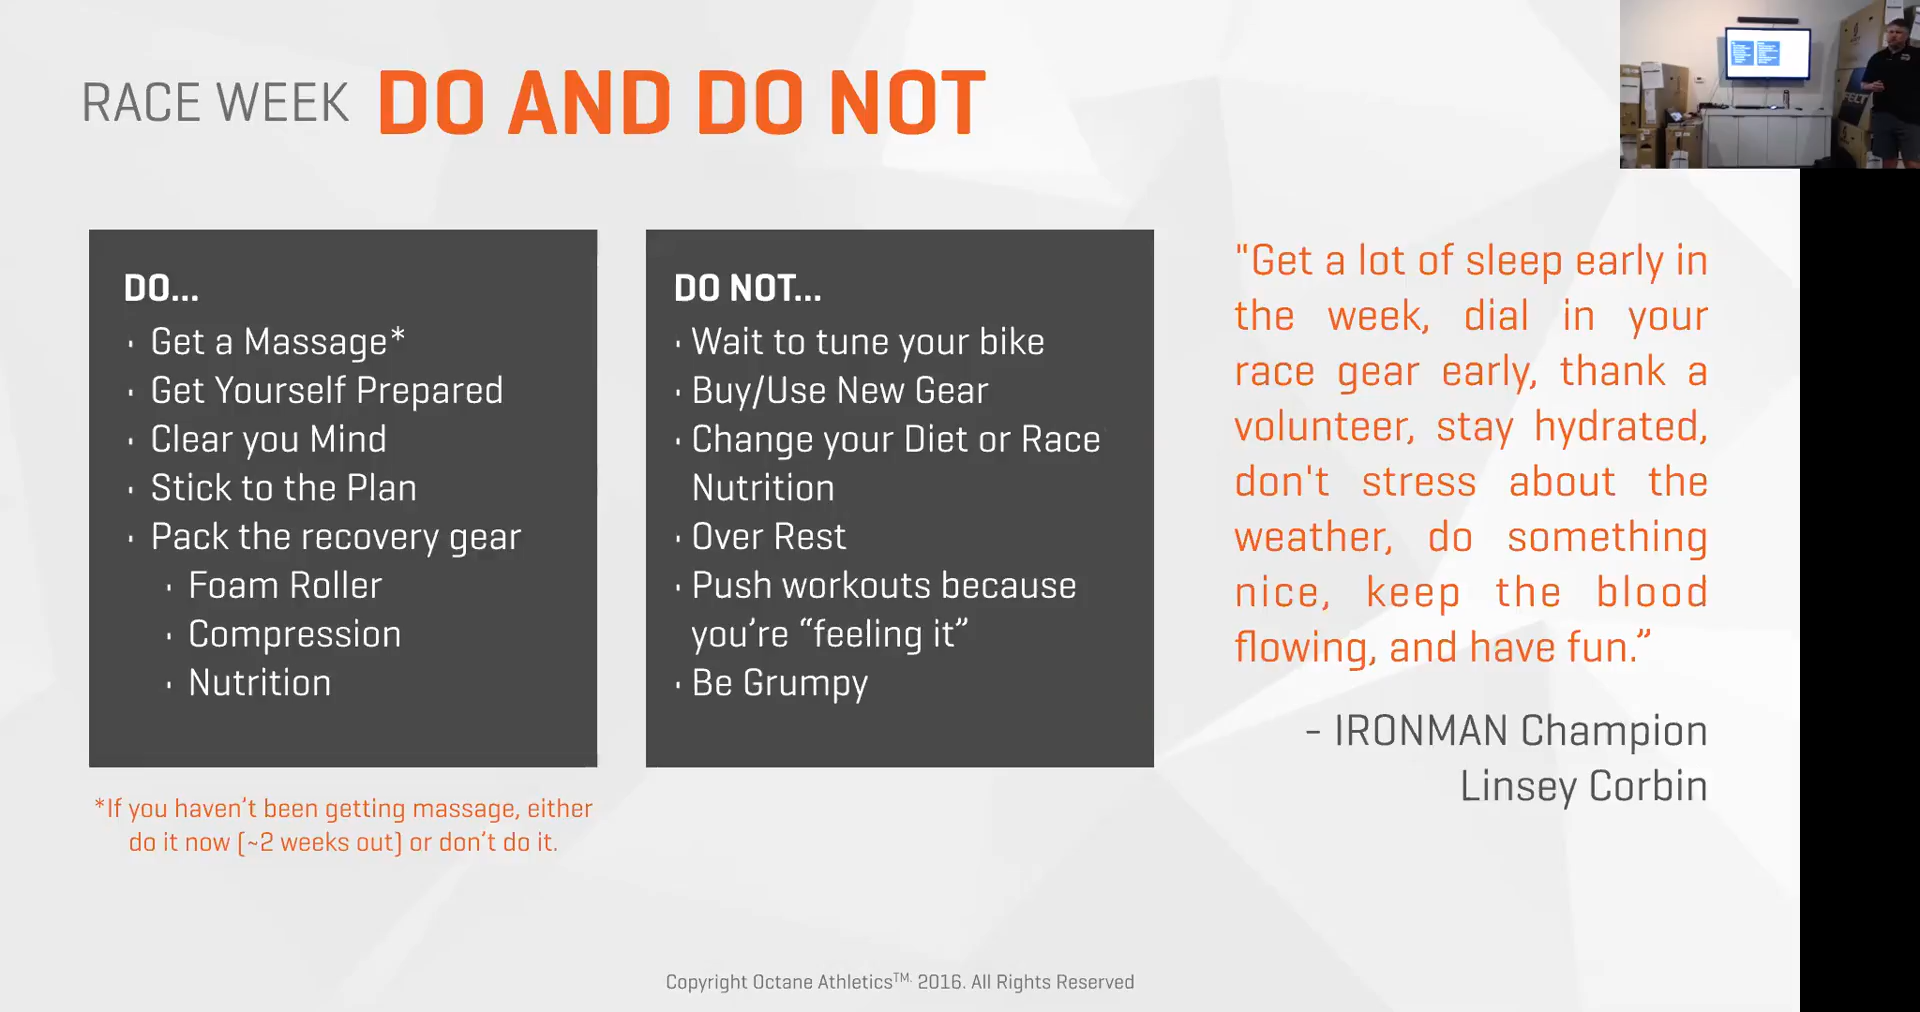 RACE WEEK DO AND DO NOT
DO...
· Get a Massage*
· Get Yourself Prepared
· Clear you Mind
· Stick to the Plan
· Pack the recovery gear
· Foam Roller
· Compression
· Nutrition
*If you haven't been getting massage, either
do it now (~2 weeks out) or don't do it.
DO NOT...
· Wait to tune your bike
· Buy/Use New Gear
· Change your Diet or Race
Nutrition
· Over Rest
· Push workouts because
you're “feeling it”
· Be Grumpy
"Get a lot of sleep early in
the week, dial in your
race gear early, thank a
volunteer, stay hydrated,
don't stress about the
weather, do something
nice, keep the blood
flowing, and have fun.”
- IRONMAN Champion
Linsey Corbin
Copyright Octane Athletics™. 2016. All Rights Reserved
FELT